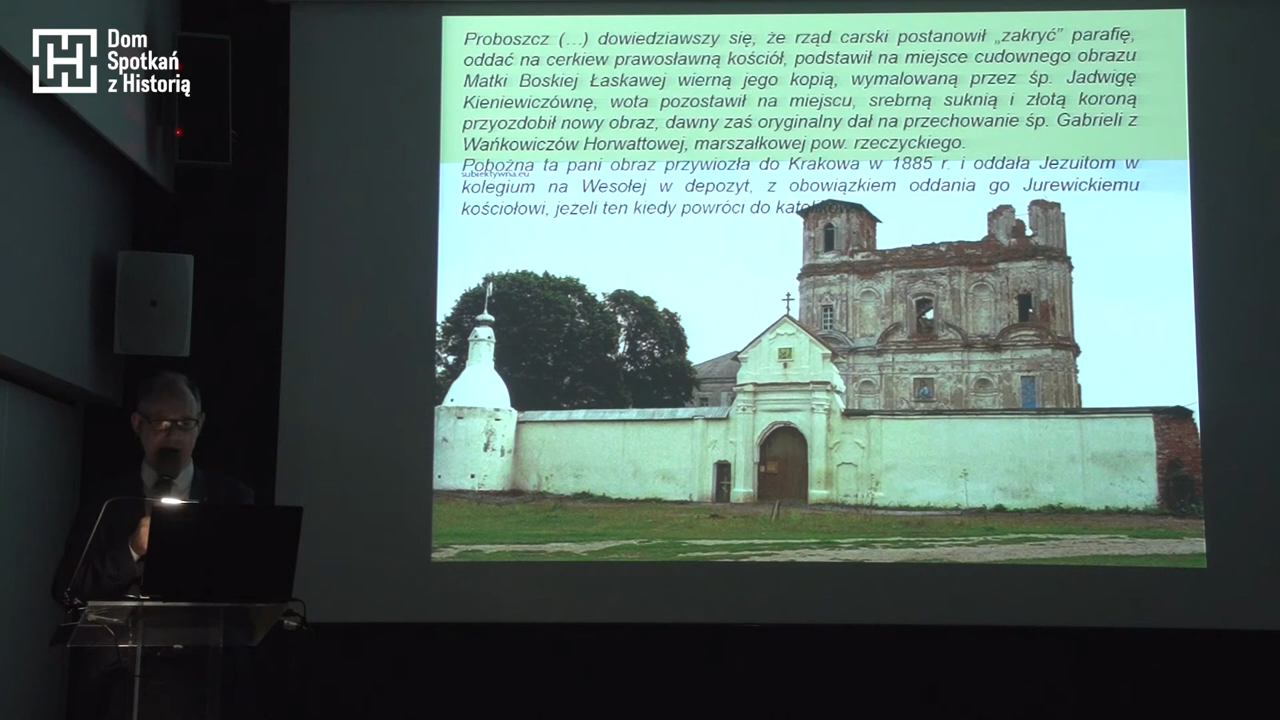 Dom
Spotkań
z Historią
Proboszcz (...) dowiedziawszy się, że rząd carski postanowił „zakryć” parafię,
oddać na cerkiew prawosławną kościół, podstawił na miejsce cudownego obrazu
Matki Boskiej Łaskawej wierną jego kopią, wymalowaną przez śp. Jadwigę
Kieniewiczównę, wota pozostawił na miejscu, srebrną suknią i złotą koroną
przyozdobił nowy obraz, dawny zaś oryginalny dał na przechowanie śp. Gabrieli z
Wańkowiczów Horwattowej, marszałkowej pow. rzeczyckiego.
Pobożna ta pani obraz przywiozła do Krakowa w 1885 r. i oddała Jezuitom w
subiektywna.eu
kolegium na Wesołej w depozyt, z obowiązkiem oddania go Jurewickiemu
kościołowi, jeżeli ten kiedy powróci do